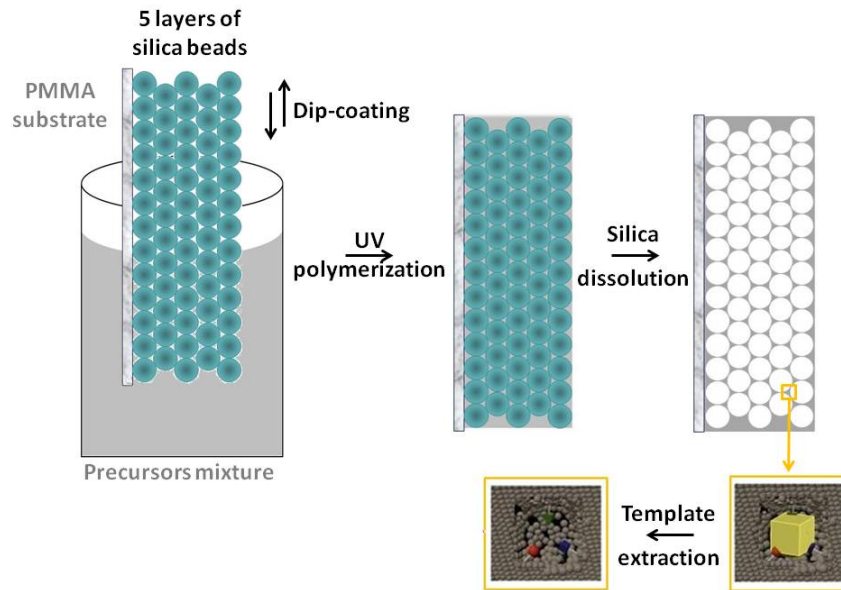 5 layers of
silica beads
PMMA
substrate
Dip-coating
UV
polymerization
Silica
dissolution
Precursors mixture
Template
extraction